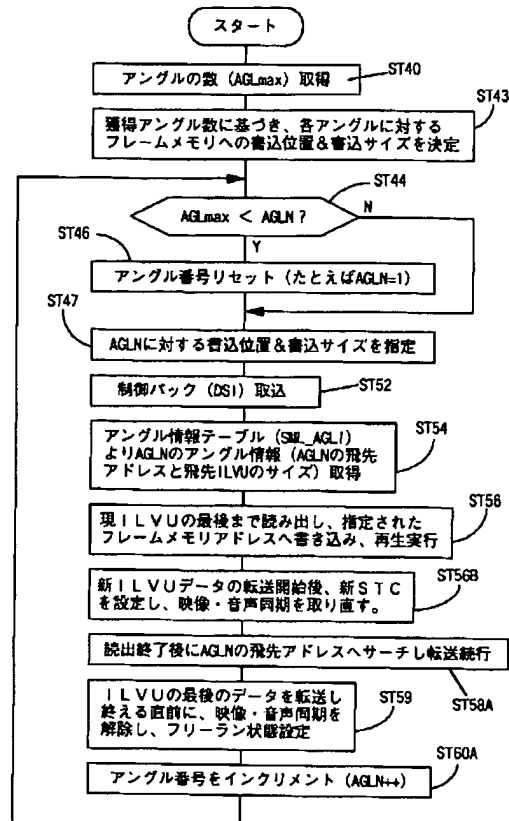 スタート
アングルの数（AGLmax）取得
ST40
獲得アングル数に基づき、各アングルに対する
フレームメモリへの書込位置＆書込サイズを決定
ST43
AGLmax < AGLN ?
ST44
N
Y
ST46
アングル番号リセット（たとえばAGLN=1）
ST47
AGLNに対する書込位置＆書込サイズを指定
制御パック（DSI）取込
ST52
アングル情報テーブル（SML_AGLI）
よりAGLNのアングル情報（AGLNの飛先
アドレスと飛先ILVUのサイズ）取得
ST54
現ＩＬＶＵの最後まで読み出し、指定された
フレームメモリアドレスへ書き込み、再生実行
ST56
新ＩＬＶＵデータの転送開始後、新ＳＴＣ
を設定し、映像・音声同期を取り直す。
ST56B
読出終了後にAGLNの飛先アドレスへサーチし転送続行
ST58A
ＩＬＶＵの最後のデータを転送し
終える直前に、映像・音声同期を
解除し、フリーラン状態設定
ST59
アングル番号をインクリメント（AGLN++）
ST60A